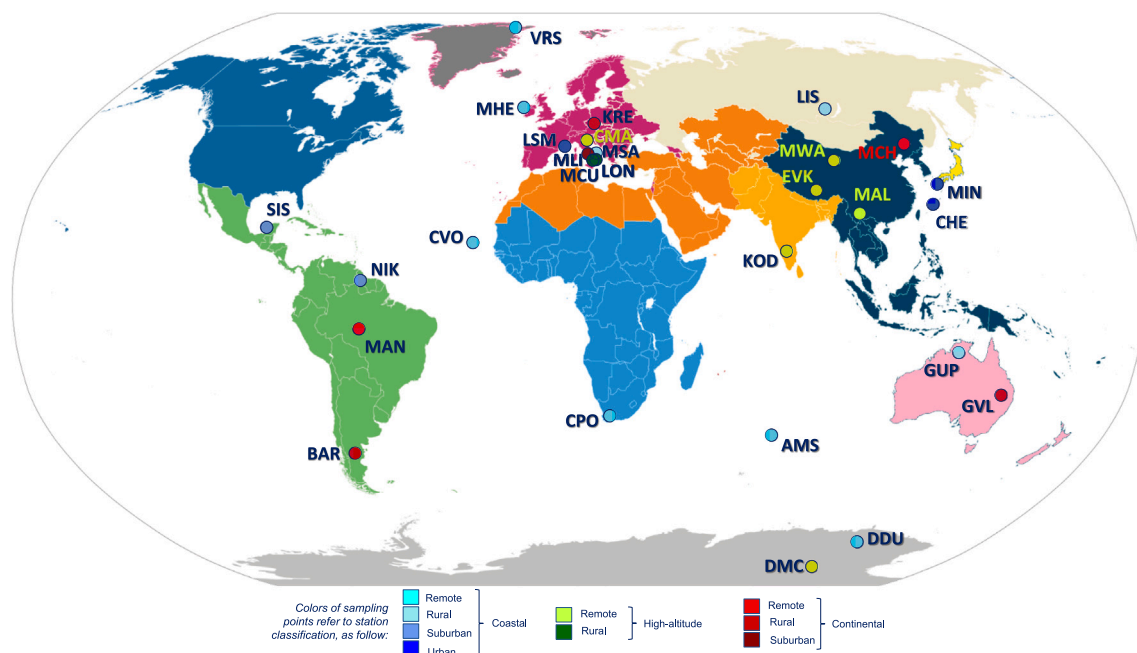 VRS
MHE
KRE
LIS
CMA
LSM
MSA
MWA
MCH
MLI
MCU
LON
EVK
MIN
MAL
SIS
CHE
CVO
KOD
NIK
MAN
GUP
GVL
CPO
BAR
AMS
DDU
DMC
Colors of sampling
points refer to station
classification, as follow:
Remote
Rural
Suburban
Urban
Coastal
Remote
Rural
High-altitude
Remote
Rural
Suburban
Continental